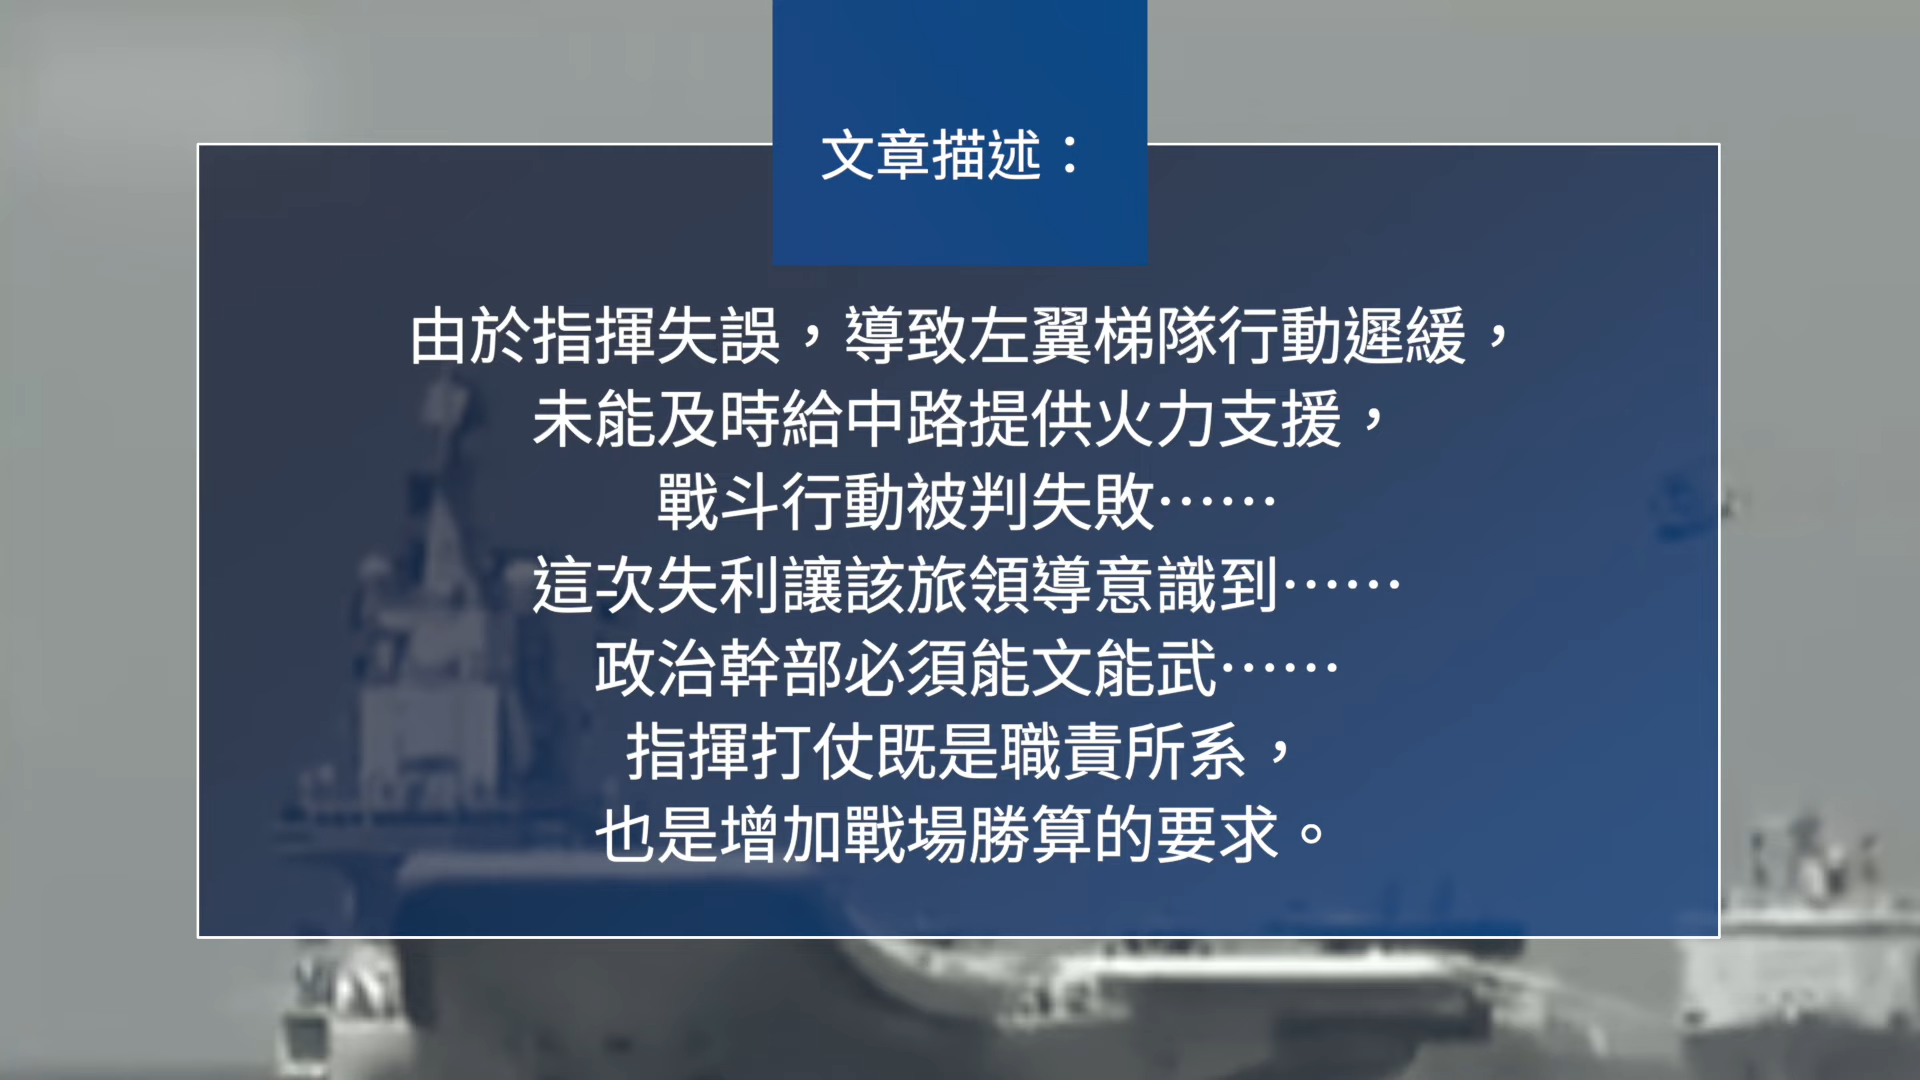 文章描述：
由於指揮失誤，導致左翼梯隊行動遲緩，
未能及時給中路提供火力支援，
戰斗行動被判失敗⋯⋯
這次失利讓該旅領導意識到⋯⋯
政治幹部必須能文能武⋯⋯
指揮打仗既是職責所系，
也是增加戰場勝算的要求。